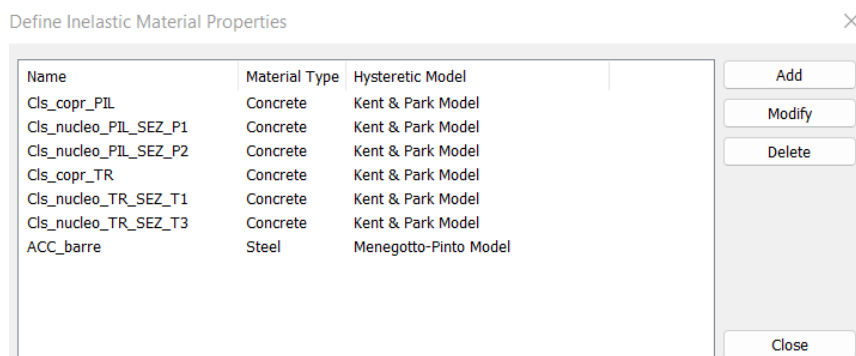 Define Inelastic Material Properties
Name Material Type Hysteretic Model
Cls_copr_PIL Concrete Kent & Park Model
Cls_nucleo_PIL_SEZ_P1 Concrete Kent & Park Model
Cls_nucleo_PIL_SEZ_P2 Concrete Kent & Park Model
Cls_copr_TR Concrete Kent & Park Model
Cls_nucleo_TR_SEZ_T1 Concrete Kent & Park Model
Cls_nucleo_TR_SEZ_T3 Concrete Kent & Park Model
ACC_barre Steel Menegotto-Pinto Model
Add
Modify
Delete
Close